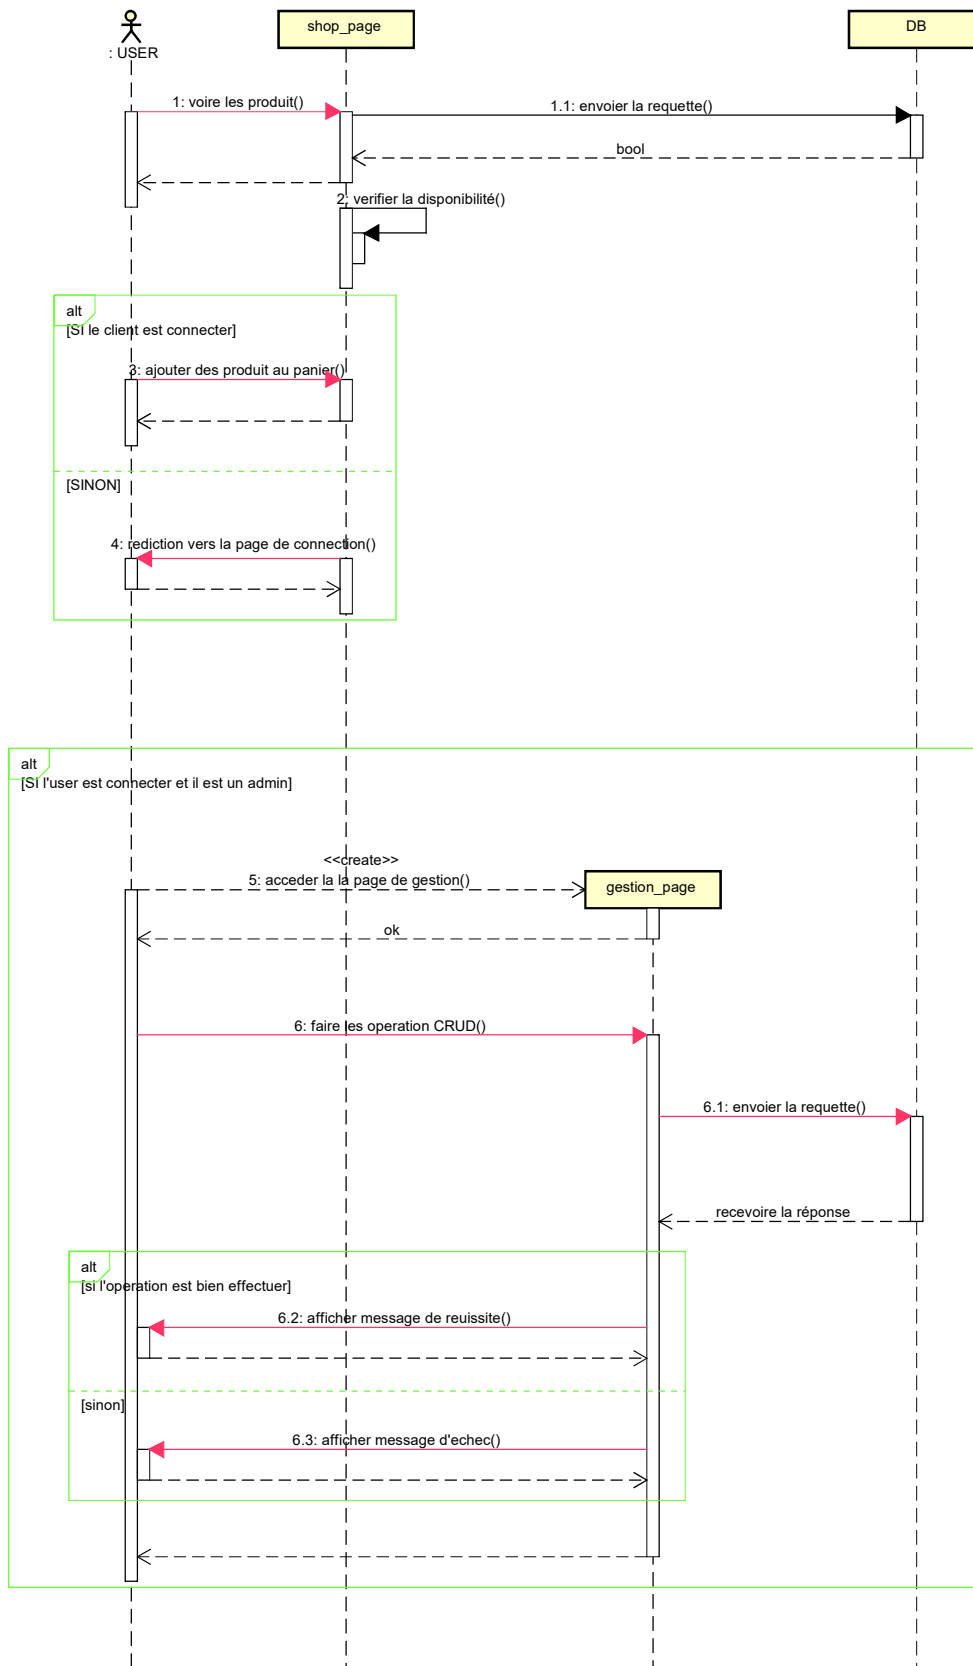 shop_page
DB
: USER
1: voire les produit()
1.1: envoier la requette()
bool
2: verifier la disponibilité()
alt
[SI le client est connecter]
3: ajouter des produit au panier()
[SINON]
4: rediction vers la page de connection()
alt
[SI l'user est connecter et il est un admin]
<<create>>
5: acceder la la page de gestion()
gestion_page
ok
6: faire les operation CRUD()
6.1: envoier la requette()
recevoire la réponse
alt
[si l'operation est bien effectuer]
6.2: afficher message de reuissite()
[sinon]
6.3: afficher message d'echec()